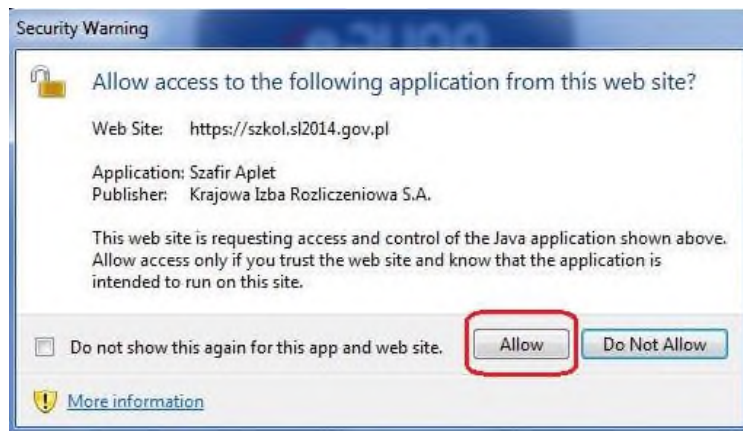 Security Warning
Allow access to the following application from this web site?
Web Site: https://szkol.sl2014.gov.pl
Application: Szafir Aplet
Publisher: Krajowa Izba Rozliczeniowa S.A.
This web site is requesting access and control of the Java application shown above.
Allow access only if you trust the web site and know that the application is
intended to run on this site.
Do not show this again for this app and web site. Allow Do Not Allow
More information